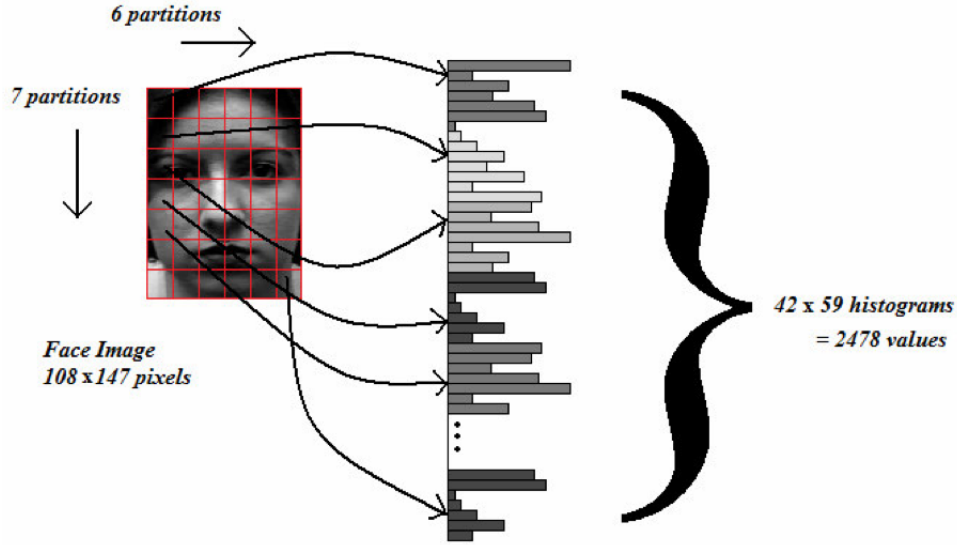 6 partitions
7 partitions
Face Image
108 x 147 pixels
42 x 59 histograms
= 2478 values